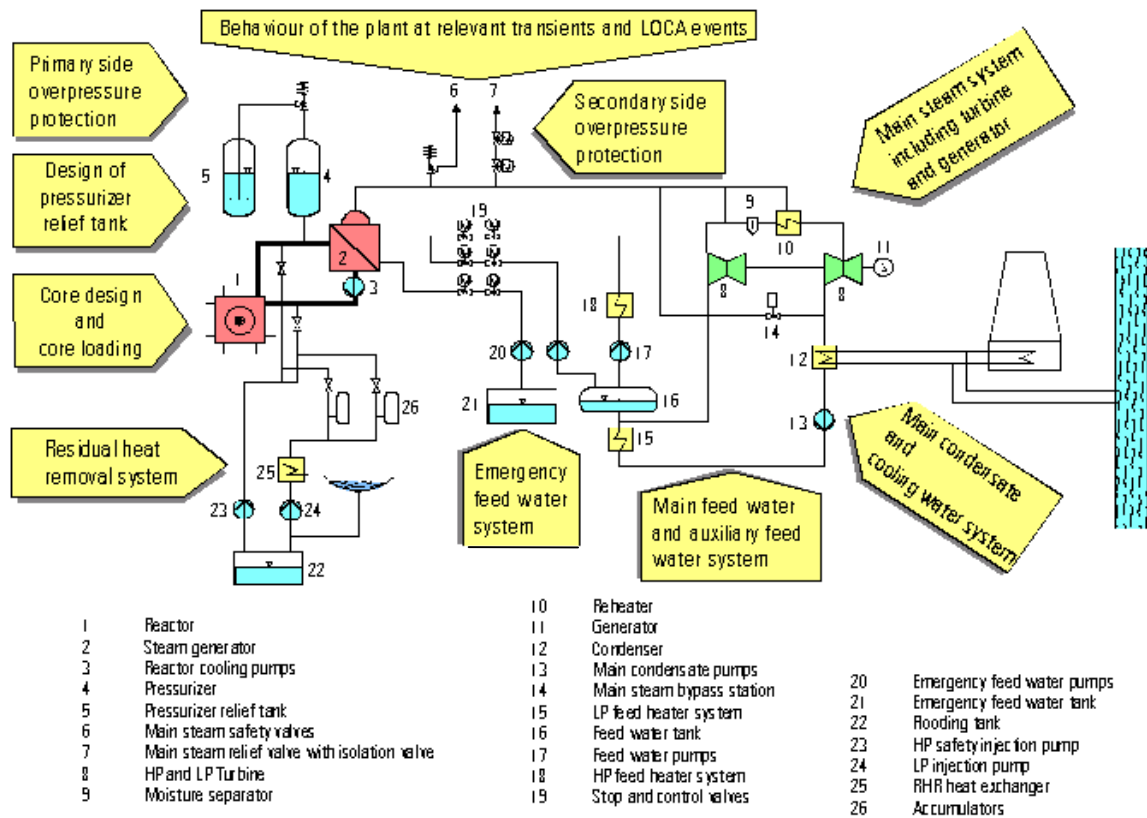 Behaviour of the plant at relevant transients and LOCA events
Primary side
overpressure
protection
6
7
Secondary side
overpressure
protection
Main steam system
including turbine
and generator
Design of
pressurizer
relief tank
5
4
19
9
10
11
1
2
3
8
8
Core design
and
core loading
18
14
20
17
12
21
16
26
13
15
Residual heat
removal system
25
Emergency
feed water
system
Main feed water
and auxiliary feed
water system
Main condensate
and
cooling water system
23
24
22
1 Reactor
2 Steam generator
3 Reactor cooling pumps
4 Pressurizer
5 Pressurizer relief tank
6 Main steam safety valves
7 Main steam relief valve with isolation valve
8 HP and LP Turbine
9 Moisture separator
10 Reheater
11 Generator
12 Condenser
13 Main condensate pumps
14 Main steam bypass station
15 LP feed heater system
16 Feed water tank
17 Feed water pumps
18 HP feed heater system
19 Stop and control valves
20 Emergency feed water pumps
21 Emergency feed water tank
22 Flooding tank
23 HP safety injection pump
24 LP injection pump
25 RHR heat exchanger
26 Accumulators